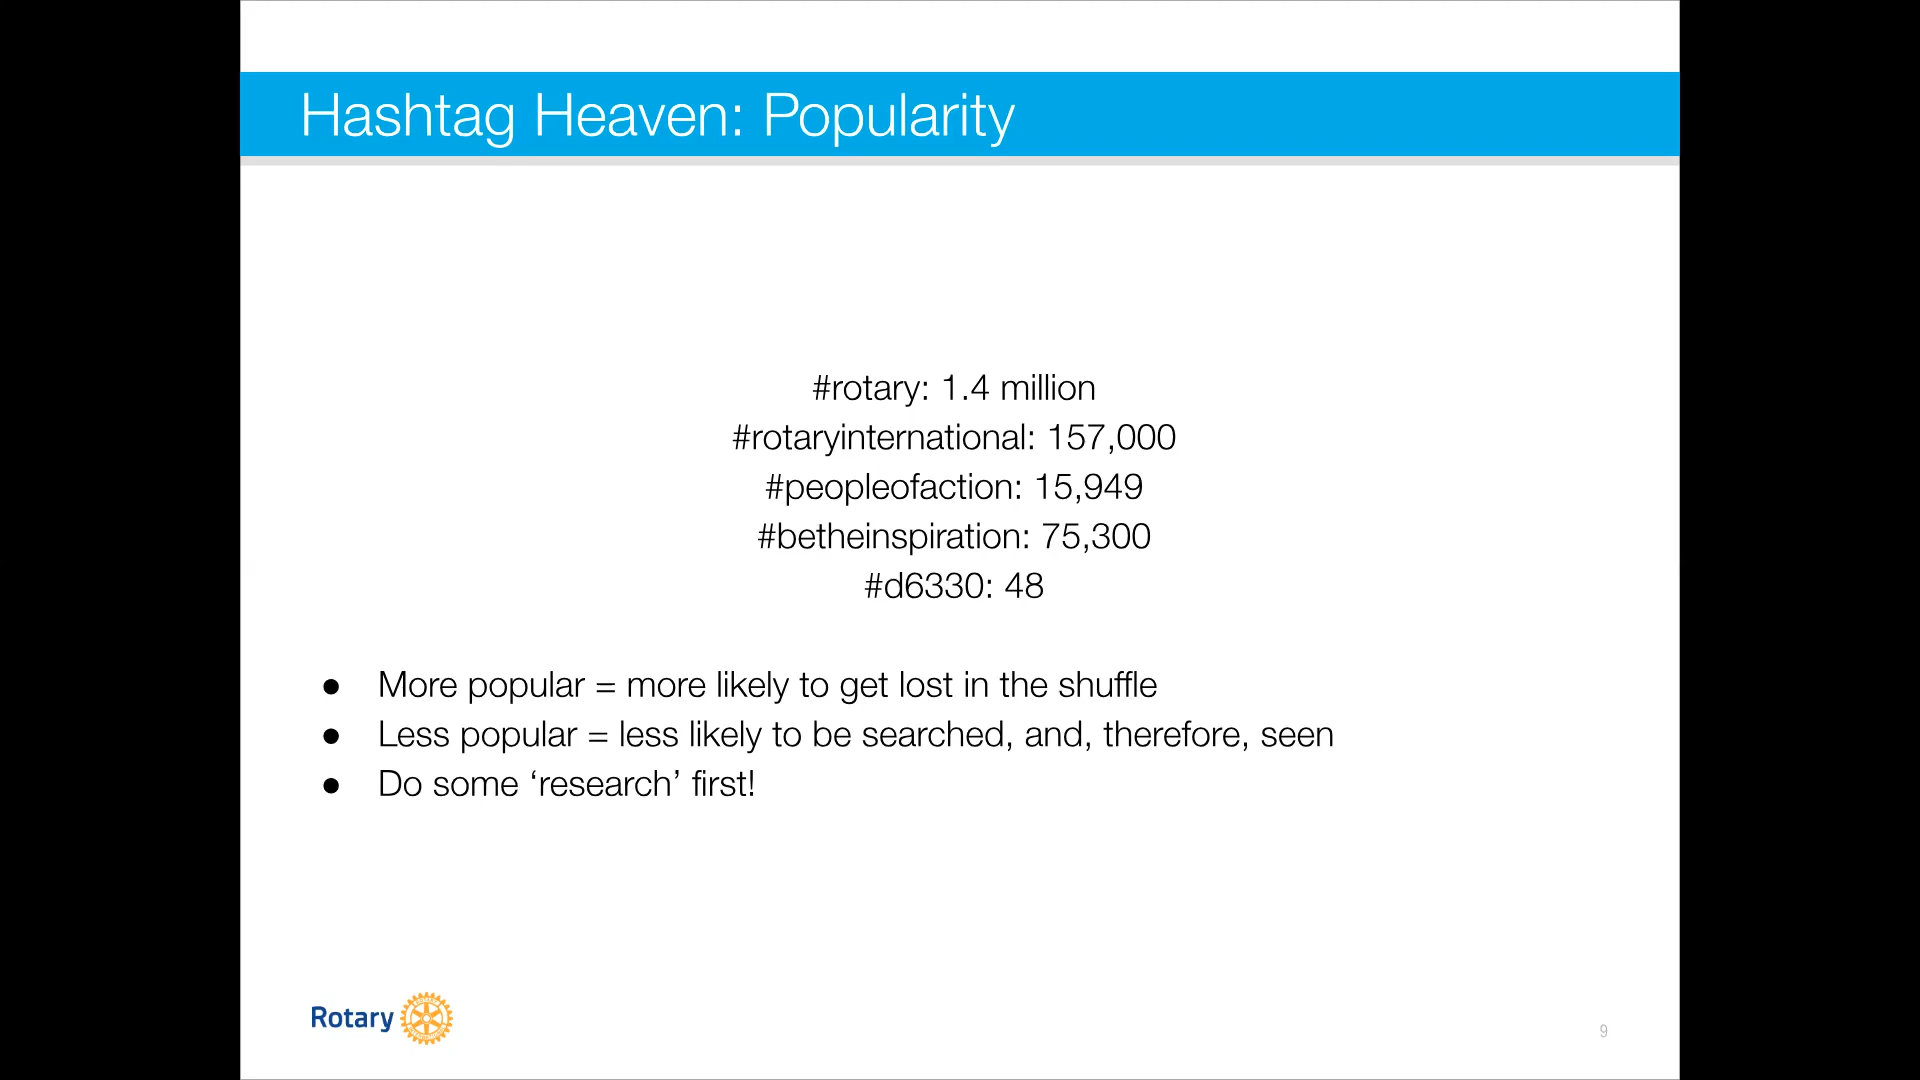 Hashtag Heaven: Popularity
#rotary: 1.4 million
#rotaryinternational: 157,000
#peopleofaction: 15,949
#betheinspiration: 75,300
#d6330: 48
● More popular = more likely to get lost in the shuffle
● Less popular = less likely to be searched, and, therefore, seen
● Do some ‘research’ first!
Rotary
9